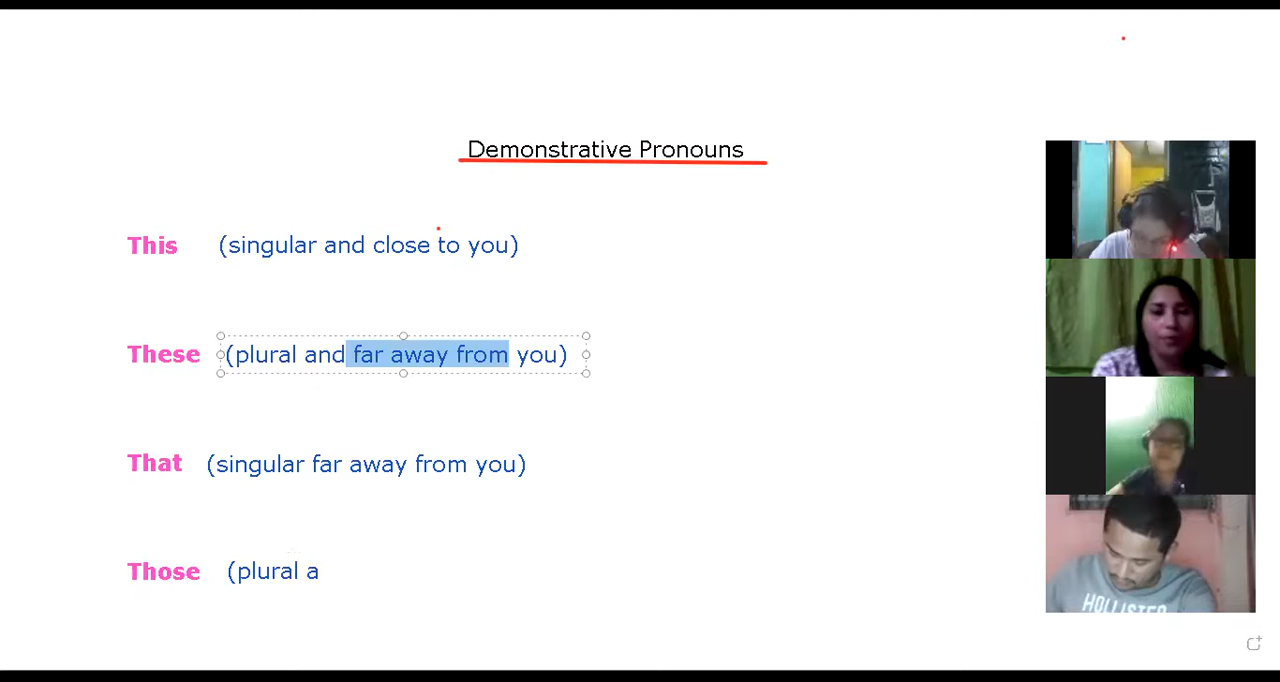 Demonstrative Pronouns
This (singular and close to you)
These (plural and far away from you)
That (singular far away from you)
Those (plural a
HOLLISTER